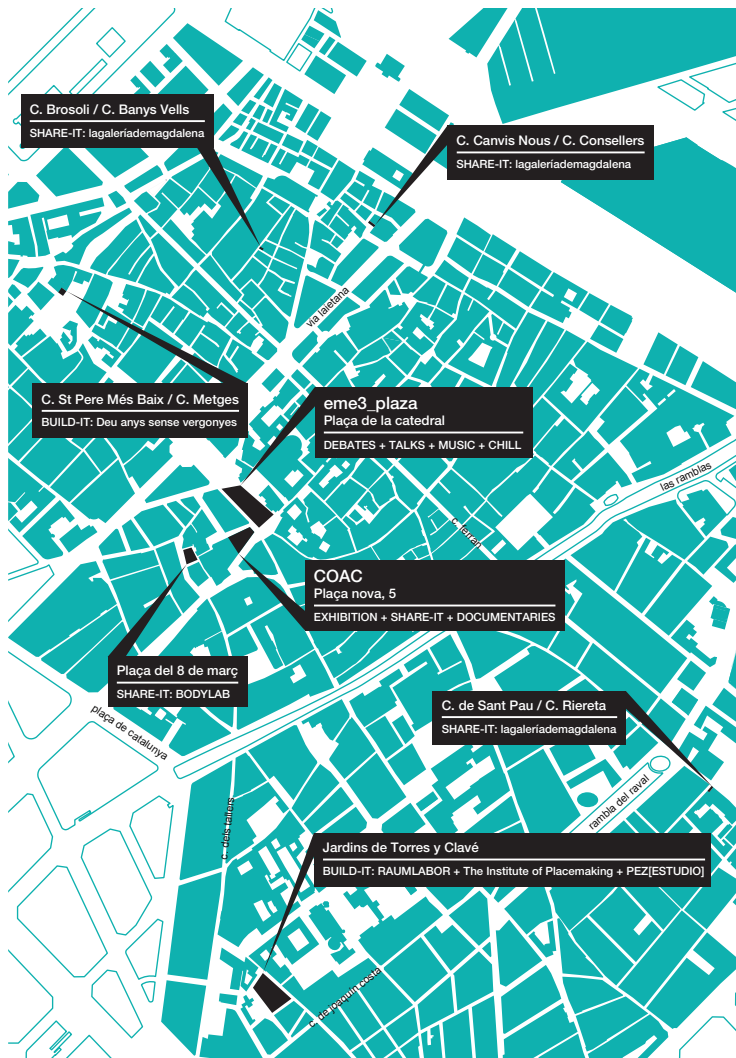 C. Brosoli / C. Banys Vells
SHARE-IT: lagaleríademagdalena
C. Canvis Nous / C. Consellers
SHARE-IT: lagaleríademagdalena
via laietana
C. St Pere Més Baix / C. Metges
BUILD-IT: Deu anys sense vergonyes
eme3_plaza
Plaça de la catedral
DEBATES + TALKS + MUSIC + CHILL
las ramblas
c. ferran
COAC
Plaça nova, 5
EXHIBITION + SHARE-IT + DOCUMENTARIES
Plaça del 8 de març
SHARE-IT: BODYLAB
plaça de catalunya
C. de Sant Pau / C. Riereta
SHARE-IT: lagaleríademagdalena
rambla del raval
c. dels tallers
Jardins de Torres y Clavé
BUILD-IT: RAUMLABOR + The Institute of Placemaking + PEZ[ESTUDIO]
c. de joaquín costa